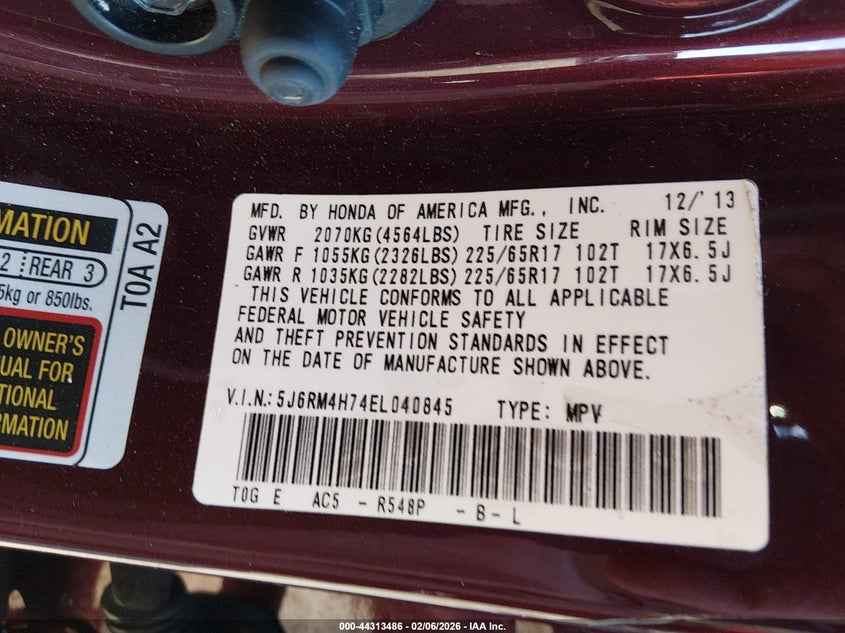 MATION
2 REAR 3
5kg or 850lbs.
OWNER'S
UAL FOR
TIONAL
RMATION
T0A A2
MFD. BY HONDA OF AMERICA MFG., INC. 12/'13
GVWR 2070KG(4564LBS) TIRE SIZE RIM SIZE
GAWR F 1055KG(2326LBS) 225/65R17 102T 17X6.5J
GAWR R 1035KG(2282LBS) 225/65R17 102T 17X6.5J
THIS VEHICLE CONFORMS TO ALL APPLICABLE
FEDERAL MOTOR VEHICLE SAFETY
AND THEFT PREVENTION STANDARDS IN EFFECT
ON THE DATE OF MANUFACTURE SHOWN ABOVE.
V.I.N.: 5J6RM4H74EL040845 TYPE: MPV
T0G E AC5 - R548P - B - L
000-44313486 - 02/06/2026 - IAA Inc.